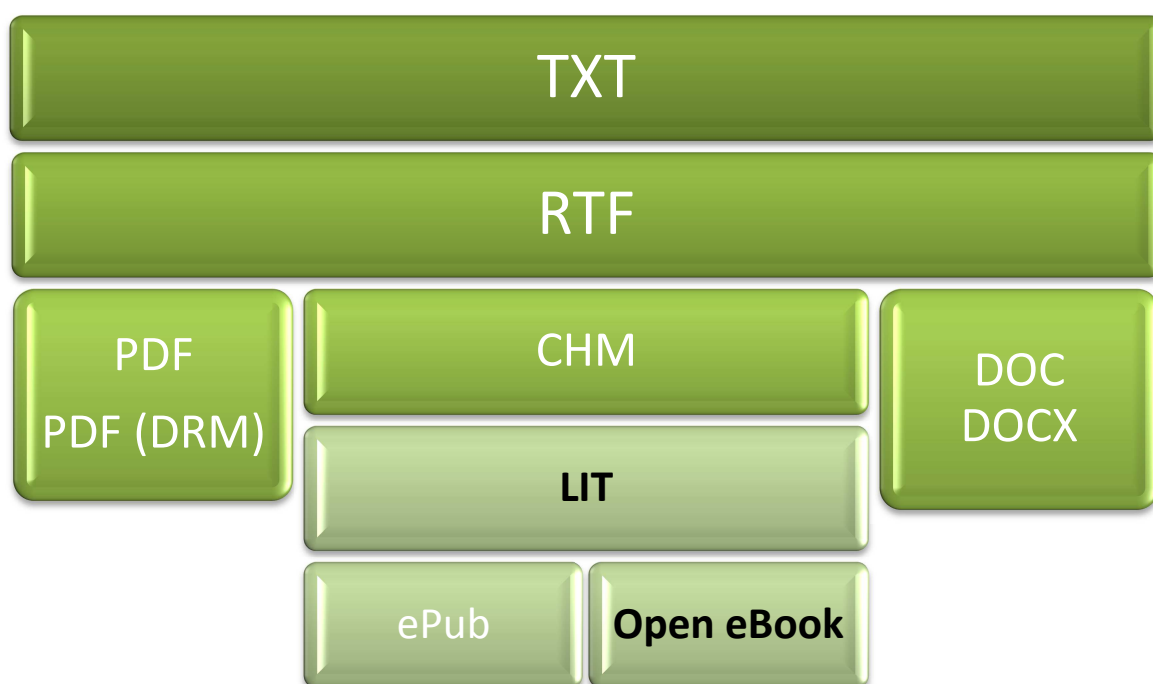 TXT
RTF
PDF
PDF (DRM)
CHM
DOC
DOCX
LIT
ePub
Open eBook